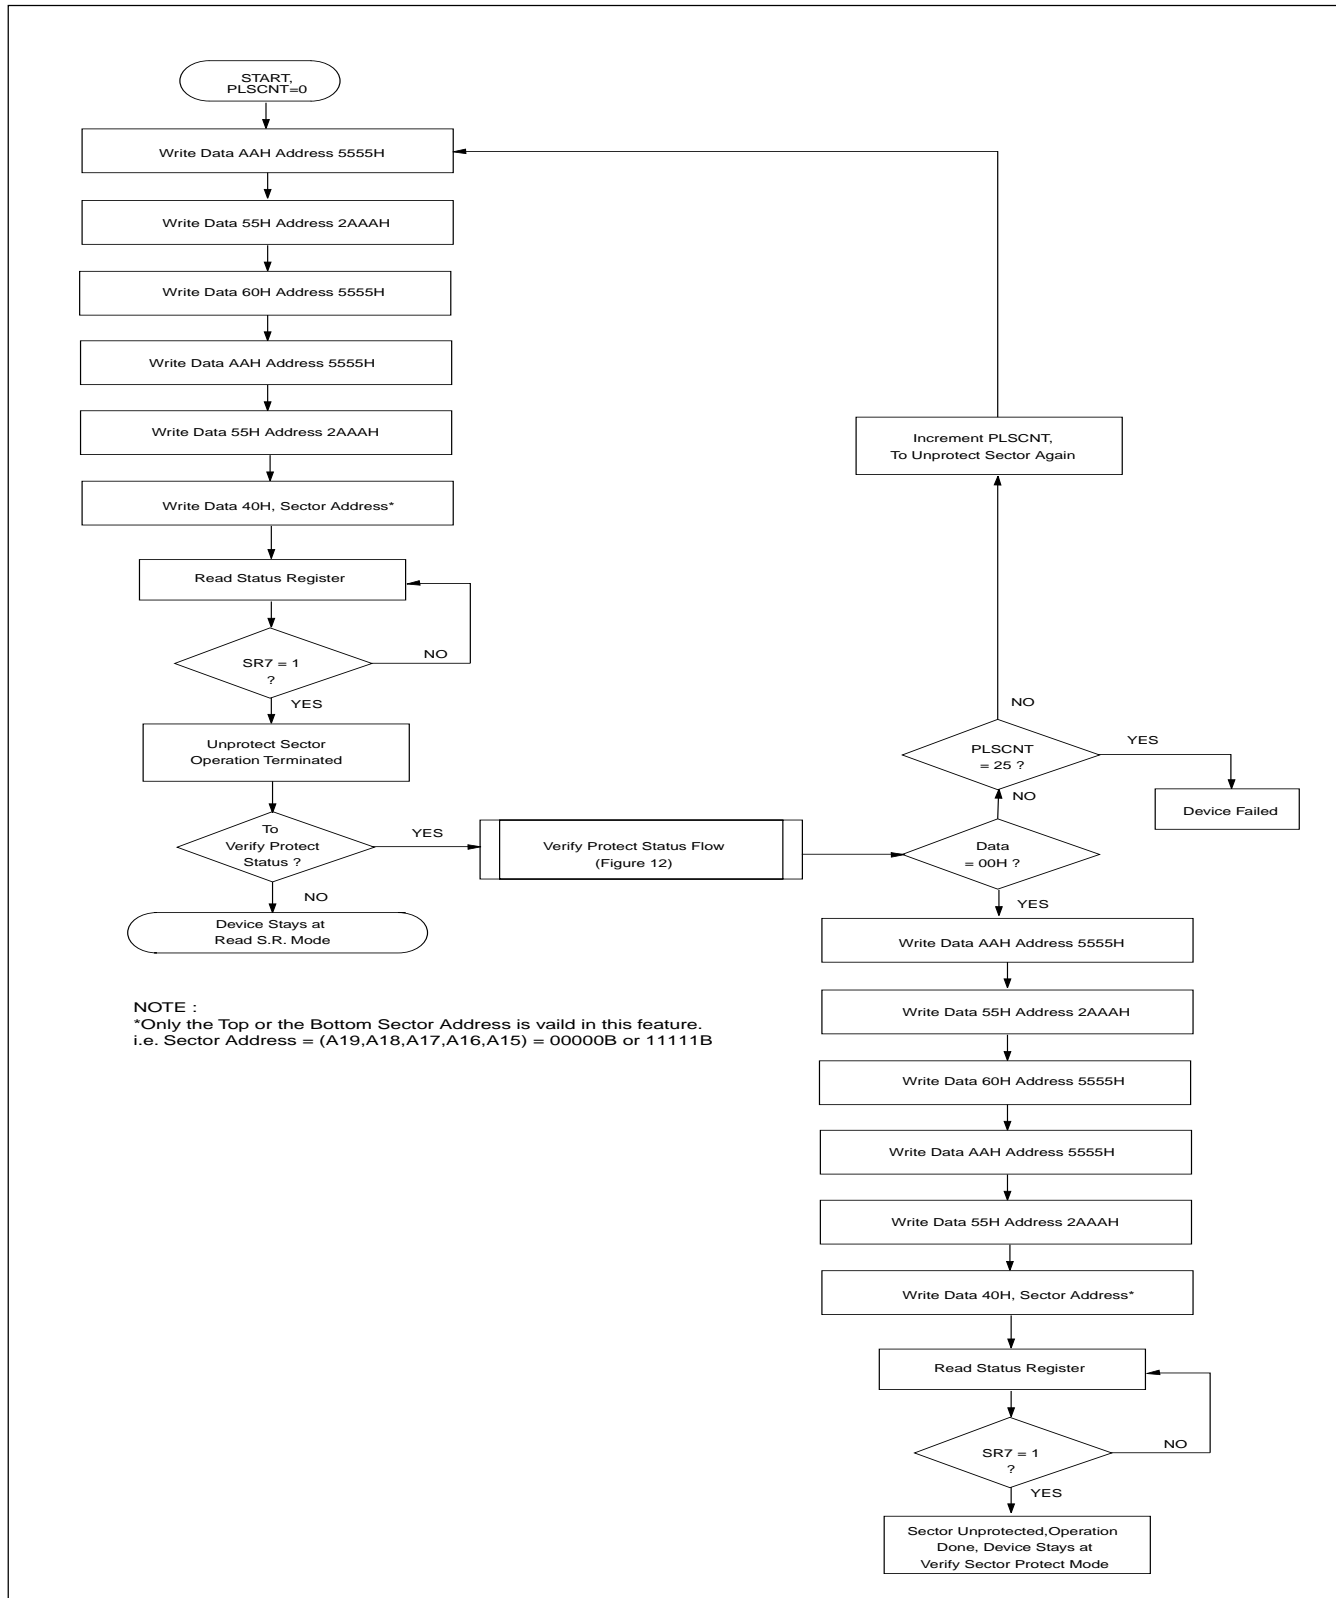 START,
PLSCNT=0
Write Data AAH Address 5555H
Write Data 55H Address 2AAAH
Write Data 60H Address 5555H
Write Data AAH Address 5555H
Write Data 55H Address 2AAAH
Write Data 40H, Sector Address*
Read Status Register
SR7 = 1
?
NO
YES
Unprotect Sector
Operation Terminated
To
Verify Protect
Status ?
YES
NO
Device Stays at
Read S.R. Mode
Verify Protect Status Flow
(Figure 12)
Increment PLSCNT,
To Unprotect Sector Again
NO
PLSCNT
= 25 ?
YES
Device Failed
NO
Data
= 00H ?
YES
Write Data AAH Address 5555H
Write Data 55H Address 2AAAH
Write Data 60H Address 5555H
Write Data AAH Address 5555H
Write Data 55H Address 2AAAH
Write Data 40H, Sector Address*
Read Status Register
SR7 = 1
?
NO
YES
Sector Unprotected,Operation
Done, Device Stays at
Verify Sector Protect Mode
NOTE :
*Only the Top or the Bottom Sector Address is vaild in this feature.
i.e. Sector Address = (A19,A18,A17,A16,A15) = 00000B or 11111B